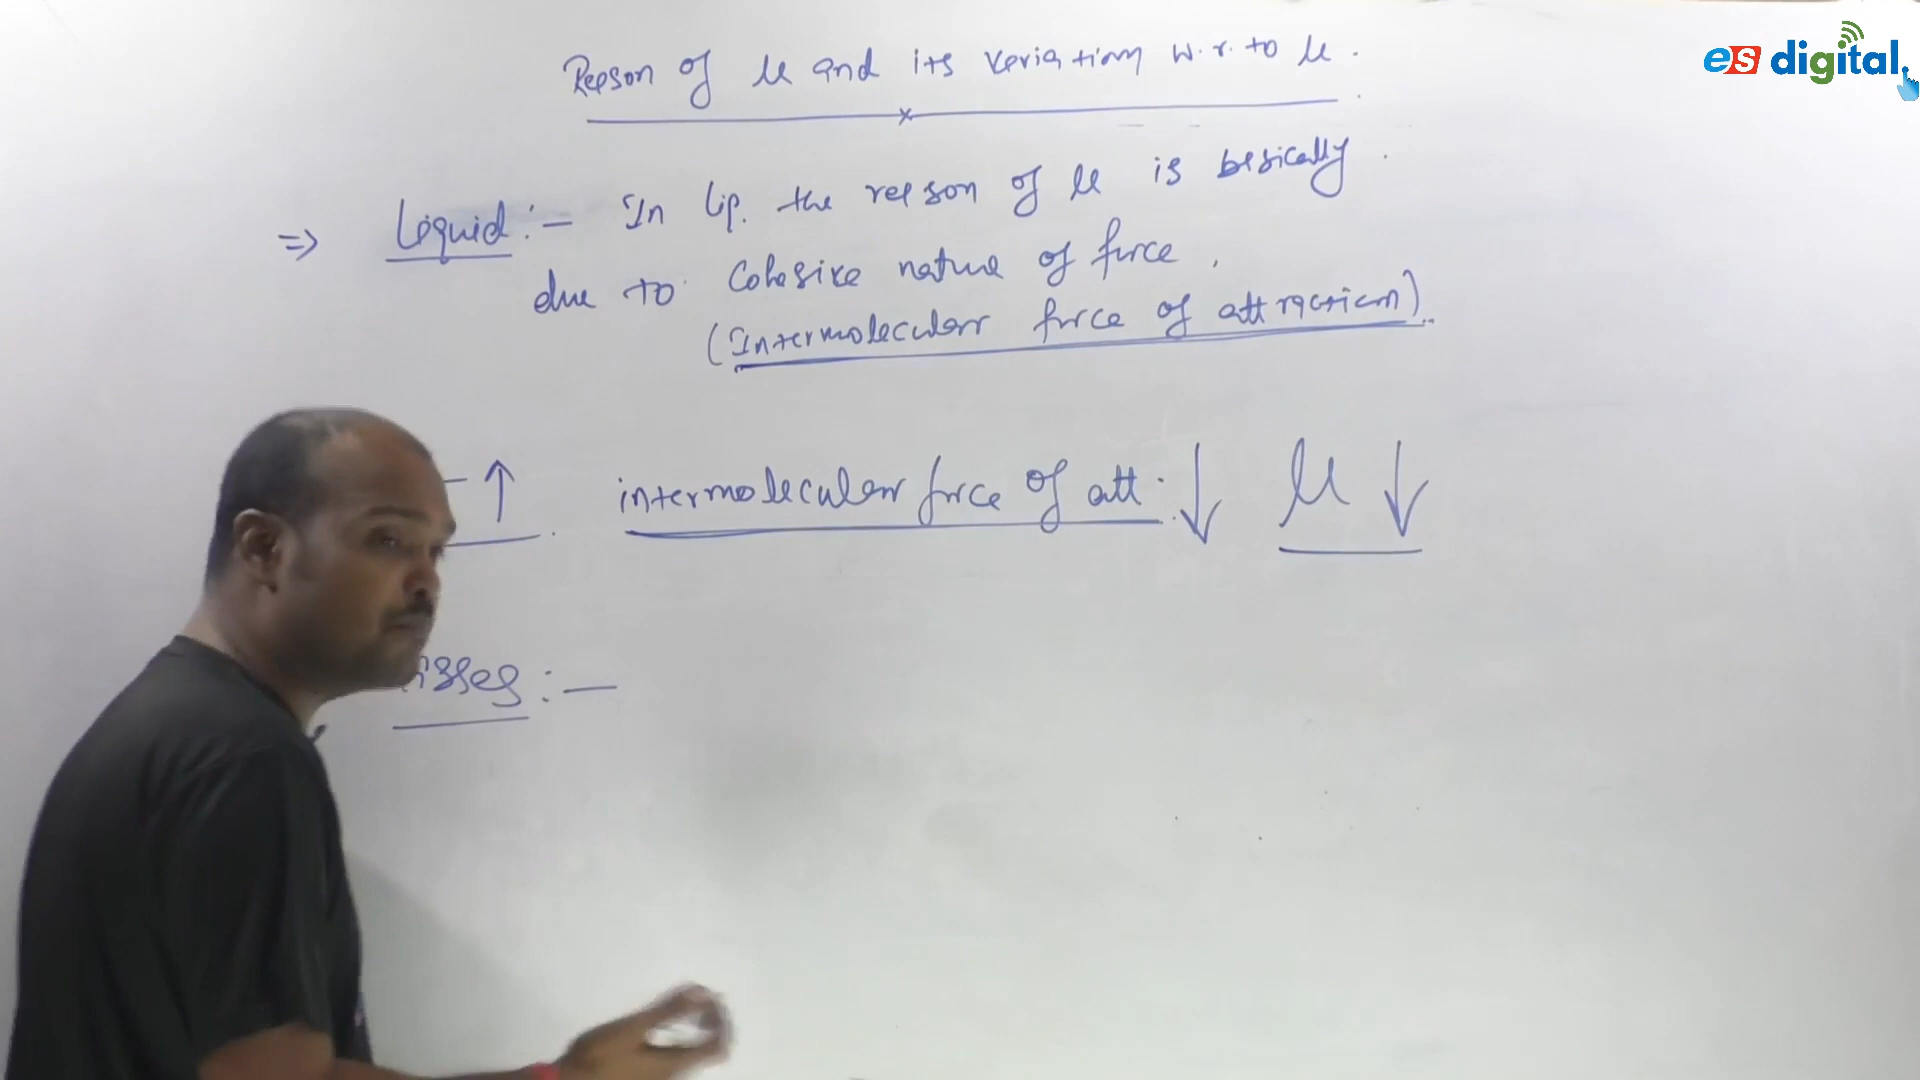 es digital.
Reason of μ and its variation w.r. to μ.
⇒ Liquid :- In liq. the reason of μ is basically
due to cohesive nature of force.
(Intermolecular force of attraction).
↑ intermolecular force of att. ↓ μ ↓
:-